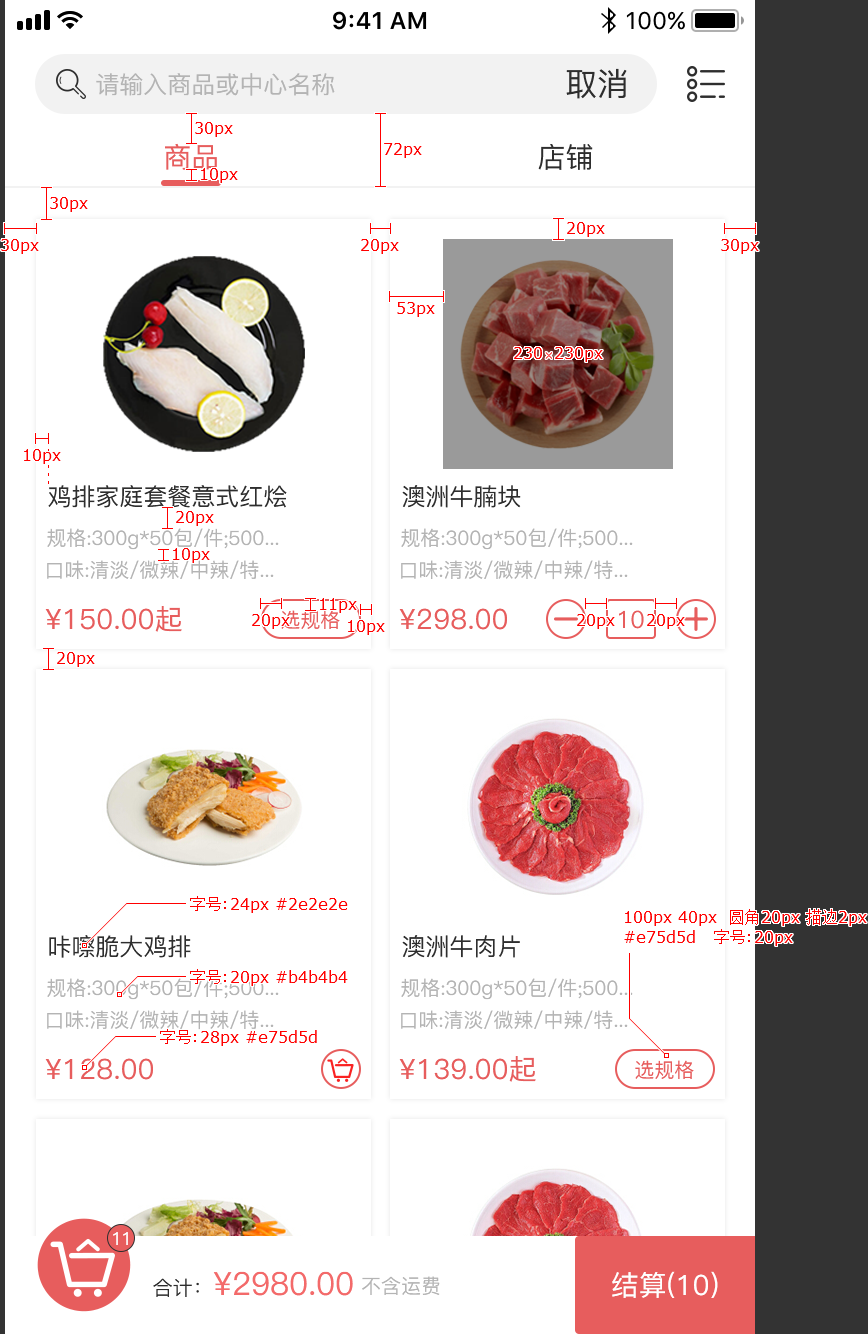 9:41 AM 100%
请输入商品或中心名称 取消
30px
72px
商品 店铺
10px
30px
30px 20px 20px 30px
53px
230×230px
10px
鸡排家庭套餐意式红烩 澳洲牛腩块
20px
规格:300g*50包/件;500... 规格:300g*50包/件;500...
10px
口味:清淡/微辣/中辣/特... 口味:清淡/微辣/中辣/特...
11px
¥150.00起 20px 选规格 10px ¥298.00 20px 10 20px
20px
字号:24px #2e2e2e
100px 40px 圆角20px 描边2px
#e75d5d 字号:20px
咔嚓脆大鸡排 澳洲牛肉片
字号:20px #b4b4b4
规格:300g*50包/件;500... 规格:300g*50包/件;500...
口味:清淡/微辣/中辣/特... 口味:清淡/微辣/中辣/特...
字号:28px #e75d5d
¥128.00 ¥139.00起 选规格
11
合计: ¥2980.00 不含运费 结算(10)